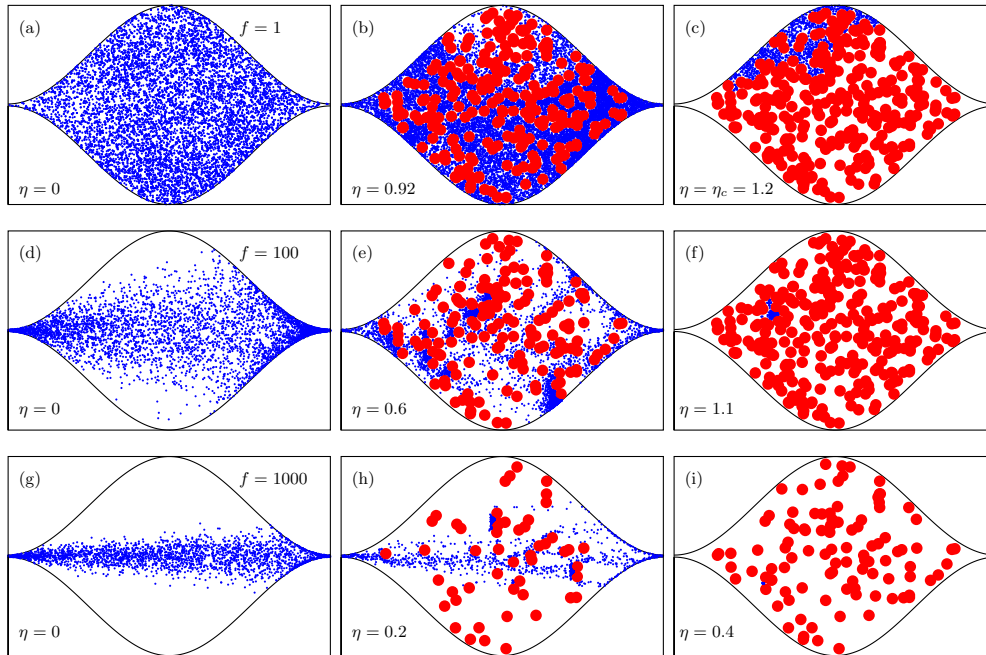 (a) f = 1
η = 0
(b)
η = 0.92
(c)
η = η_c = 1.2
(d) f = 100
η = 0
(e)
η = 0.6
(f)
η = 1.1
(g) f = 1000
η = 0
(h)
η = 0.2
(i)
η = 0.4